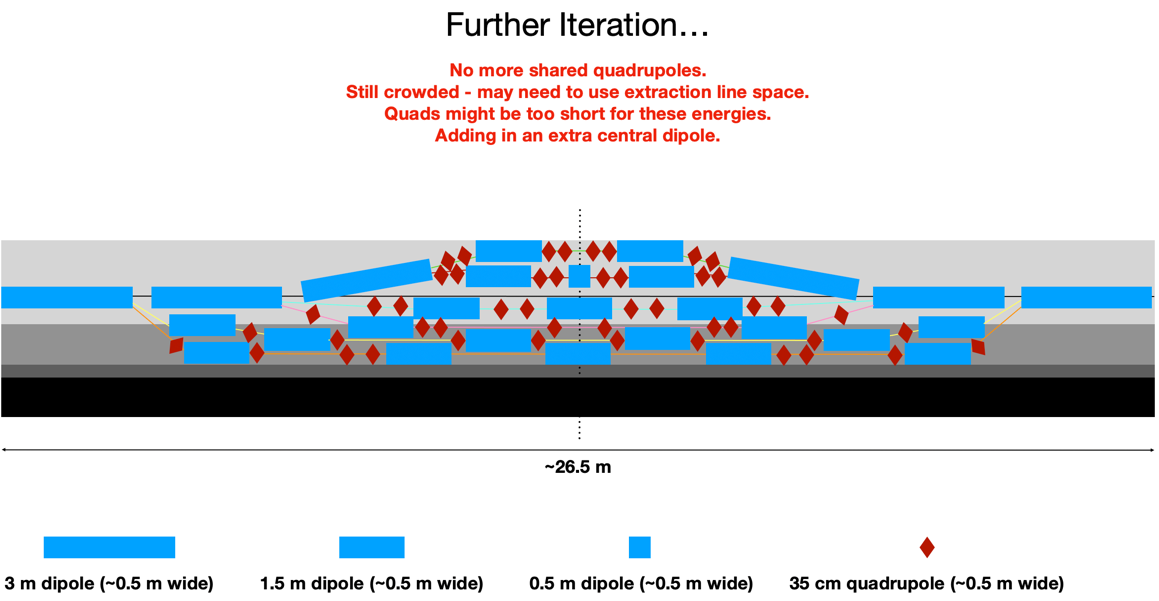 Further Iteration…
No more shared quadrupoles.
Still crowded - may need to use extraction line space.
Quads might be too short for these energies.
Adding in an extra central dipole.
~26.5 m
3 m dipole (~0.5 m wide)
1.5 m dipole (~0.5 m wide)
0.5 m dipole (~0.5 m wide)
35 cm quadrupole (~0.5 m wide)